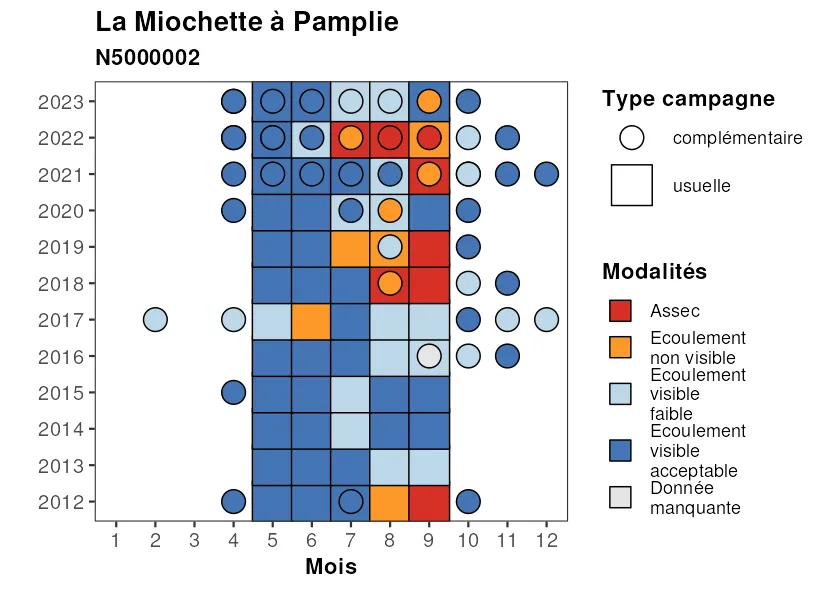 La Miochette à Pamplie
N5000002
2023
2022
2021
2020
2019
2018
2017
2016
2015
2014
2013
2012
1 2 3 4 5 6 7 8 9 10 11 12
Mois
Type campagne
complémentaire
usuelle
Modalités
Assec
Ecoulement
non visible
Ecoulement
visible
faible
Ecoulement
visible
acceptable
Donnée
manquante